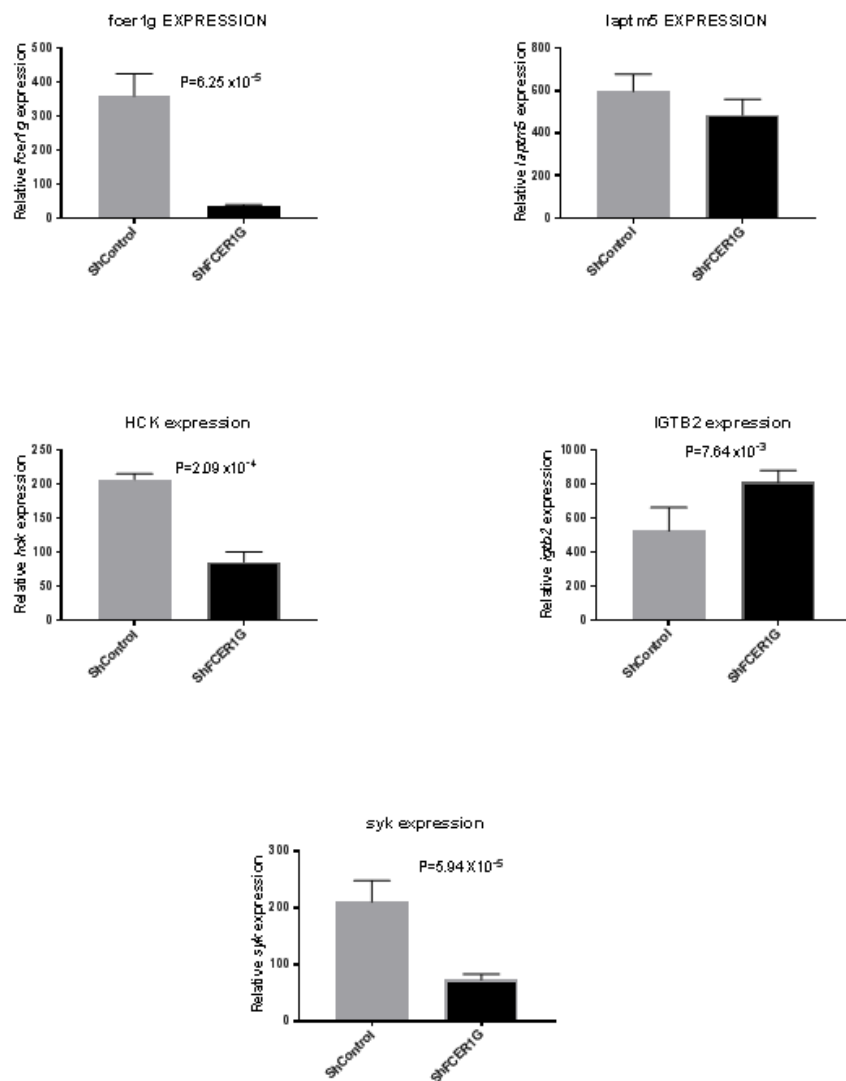 fcer1g EXPRESSION
Relative fcer1g expression
500
400
300
200
100
0
P=6.25 x10-5
ShControl
ShFCER1G
laptm5 EXPRESSION
Relative laptm5 expression
800
600
400
200
0
ShControl
ShFCER1G
HCK expression
Relative hck expression
250
200
150
100
50
0
P=2.09 x10-4
ShControl
ShFCER1G
IGTB2 expression
Relative igtb2 expression
1000
800
600
400
200
0
P=7.64 x10-3
ShControl
ShFCER1G
syk expression
Relative syk expression
300
200
100
0
P=5.94 X10-5
ShControl
ShFCER1G